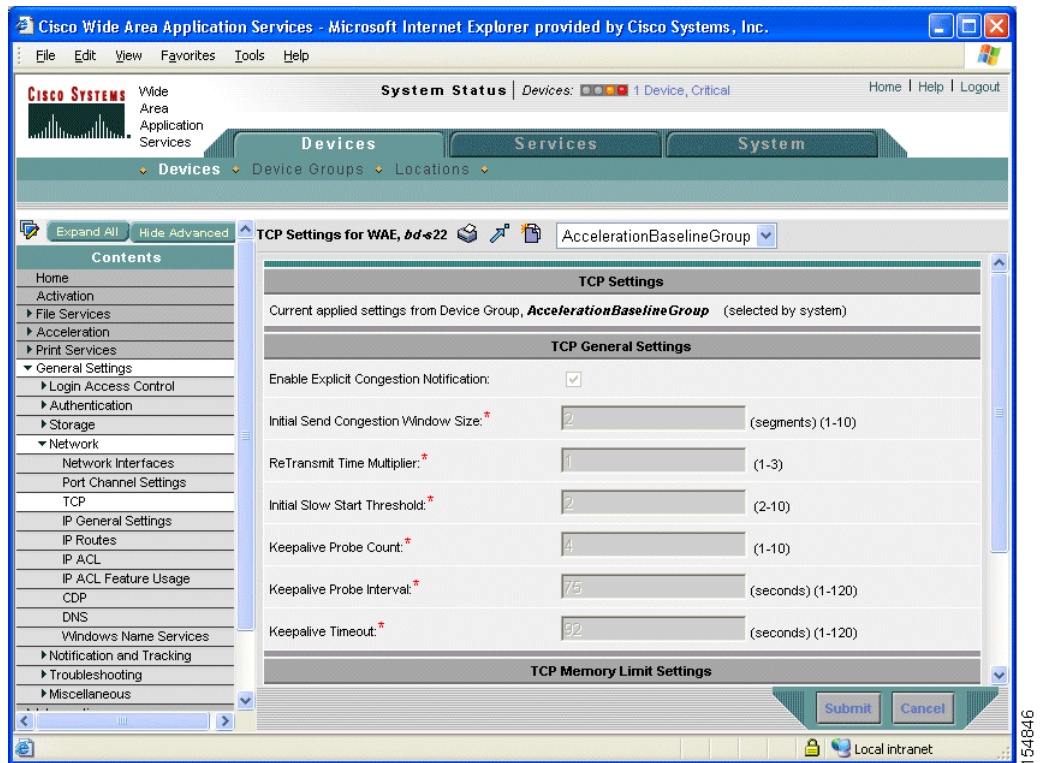 Cisco Wide Area Application Services - Microsoft Internet Explorer provided by Cisco Systems, Inc.
File Edit View Favorites Tools Help
CISCO SYSTEMS
Wide
Area
Application
Services
System Status | Devices: 1 Device, Critical
Home | Help | Logout
Devices Services System
Devices Device Groups Locations
Expand All Hide Advanced
Contents
Home
Activation
File Services
Acceleration
Print Services
General Settings
Login Access Control
Authentication
Storage
Network
Network Interfaces
Port Channel Settings
TCP
IP General Settings
IP Routes
IP ACL
IP ACL Feature Usage
CDP
DNS
Windows Name Services
Notification and Tracking
Troubleshooting
Miscellaneous
TCP Settings for WAE, bd-s22 AccelerationBaselineGroup
TCP Settings
Current applied settings from Device Group, AccelerationBaselineGroup (selected by system)
TCP General Settings
Enable Explicit Congestion Notification:
Initial Send Congestion Window Size:* 2 (segments) (1-10)
ReTransmit Time Multiplier:* 1 (1-3)
Initial Slow Start Threshold:* 2 (2-10)
Keepalive Probe Count:* 4 (1-10)
Keepalive Probe Interval:* 75 (seconds) (1-120)
Keepalive Timeout:* 92 (seconds) (1-120)
TCP Memory Limit Settings
Submit Cancel
Local intranet
154846